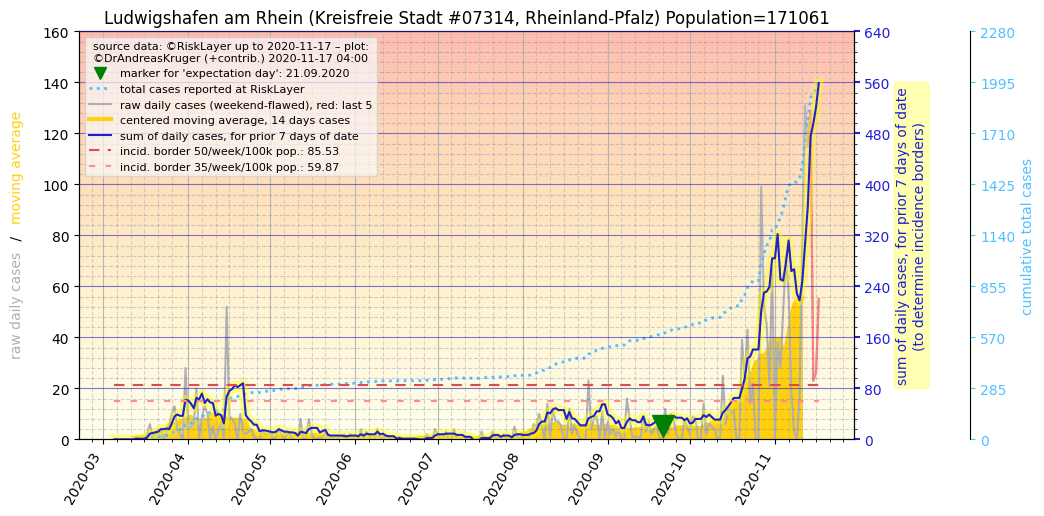 Ludwigshafen am Rhein (Kreisfreie Stadt #07314, Rheinland-Pfalz) Population=171061
source data: ©RiskLayer up to 2020-11-17 – plot:
©DrAndreasKruger (+contrib.) 2020-11-17 04:00
marker for 'expectation day': 21.09.2020
total cases reported at RiskLayer
raw daily cases (weekend-flawed), red: last 5
centered moving average, 14 days cases
sum of daily cases, for prior 7 days of date
incid. border 50/week/100k pop.: 85.53
incid. border 35/week/100k pop.: 59.87
raw daily cases / moving average
160
140
120
100
80
60
40
20
0
2020-03
2020-04
2020-05
2020-06
2020-07
2020-08
2020-09
2020-10
2020-11
640
560
480
400
320
240
160
80
0
sum of daily cases, for prior 7 days of date
(to determine incidence borders)
2280
1995
1710
1425
1140
855
570
285
0
cumulative total cases